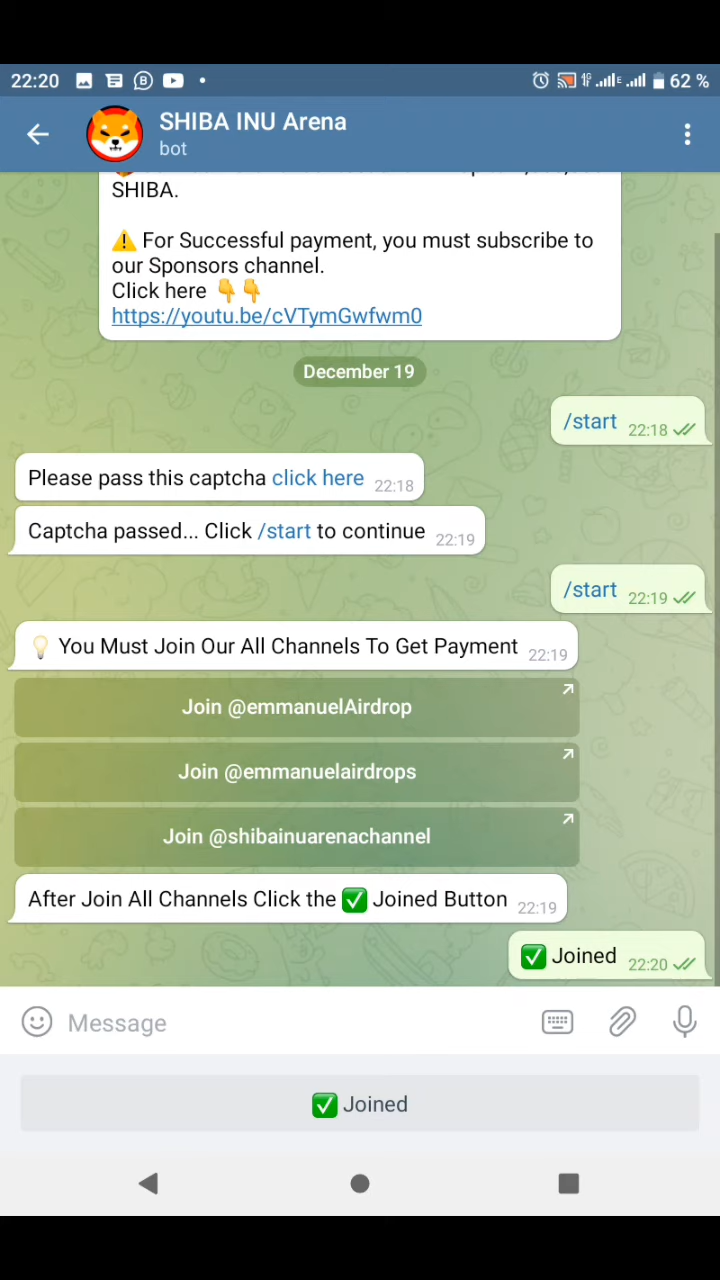 22:20
62 %
SHIBA INU Arena
bot
SHIBA.
⚠️ For Successful payment, you must subscribe to
our Sponsors channel.
Click here 👇👇
https://youtu.be/cVTymGwfwm0
December 19
/start 22:18
Please pass this captcha click here 22:18
Captcha passed... Click /start to continue 22:19
/start 22:19
💡 You Must Join Our All Channels To Get Payment 22:19
Join @emmanuelAirdrop
Join @emmanuelairdrops
Join @shibainuarenachannel
After Join All Channels Click the ✅ Joined Button 22:19
✅ Joined 22:20
Message
✅ Joined